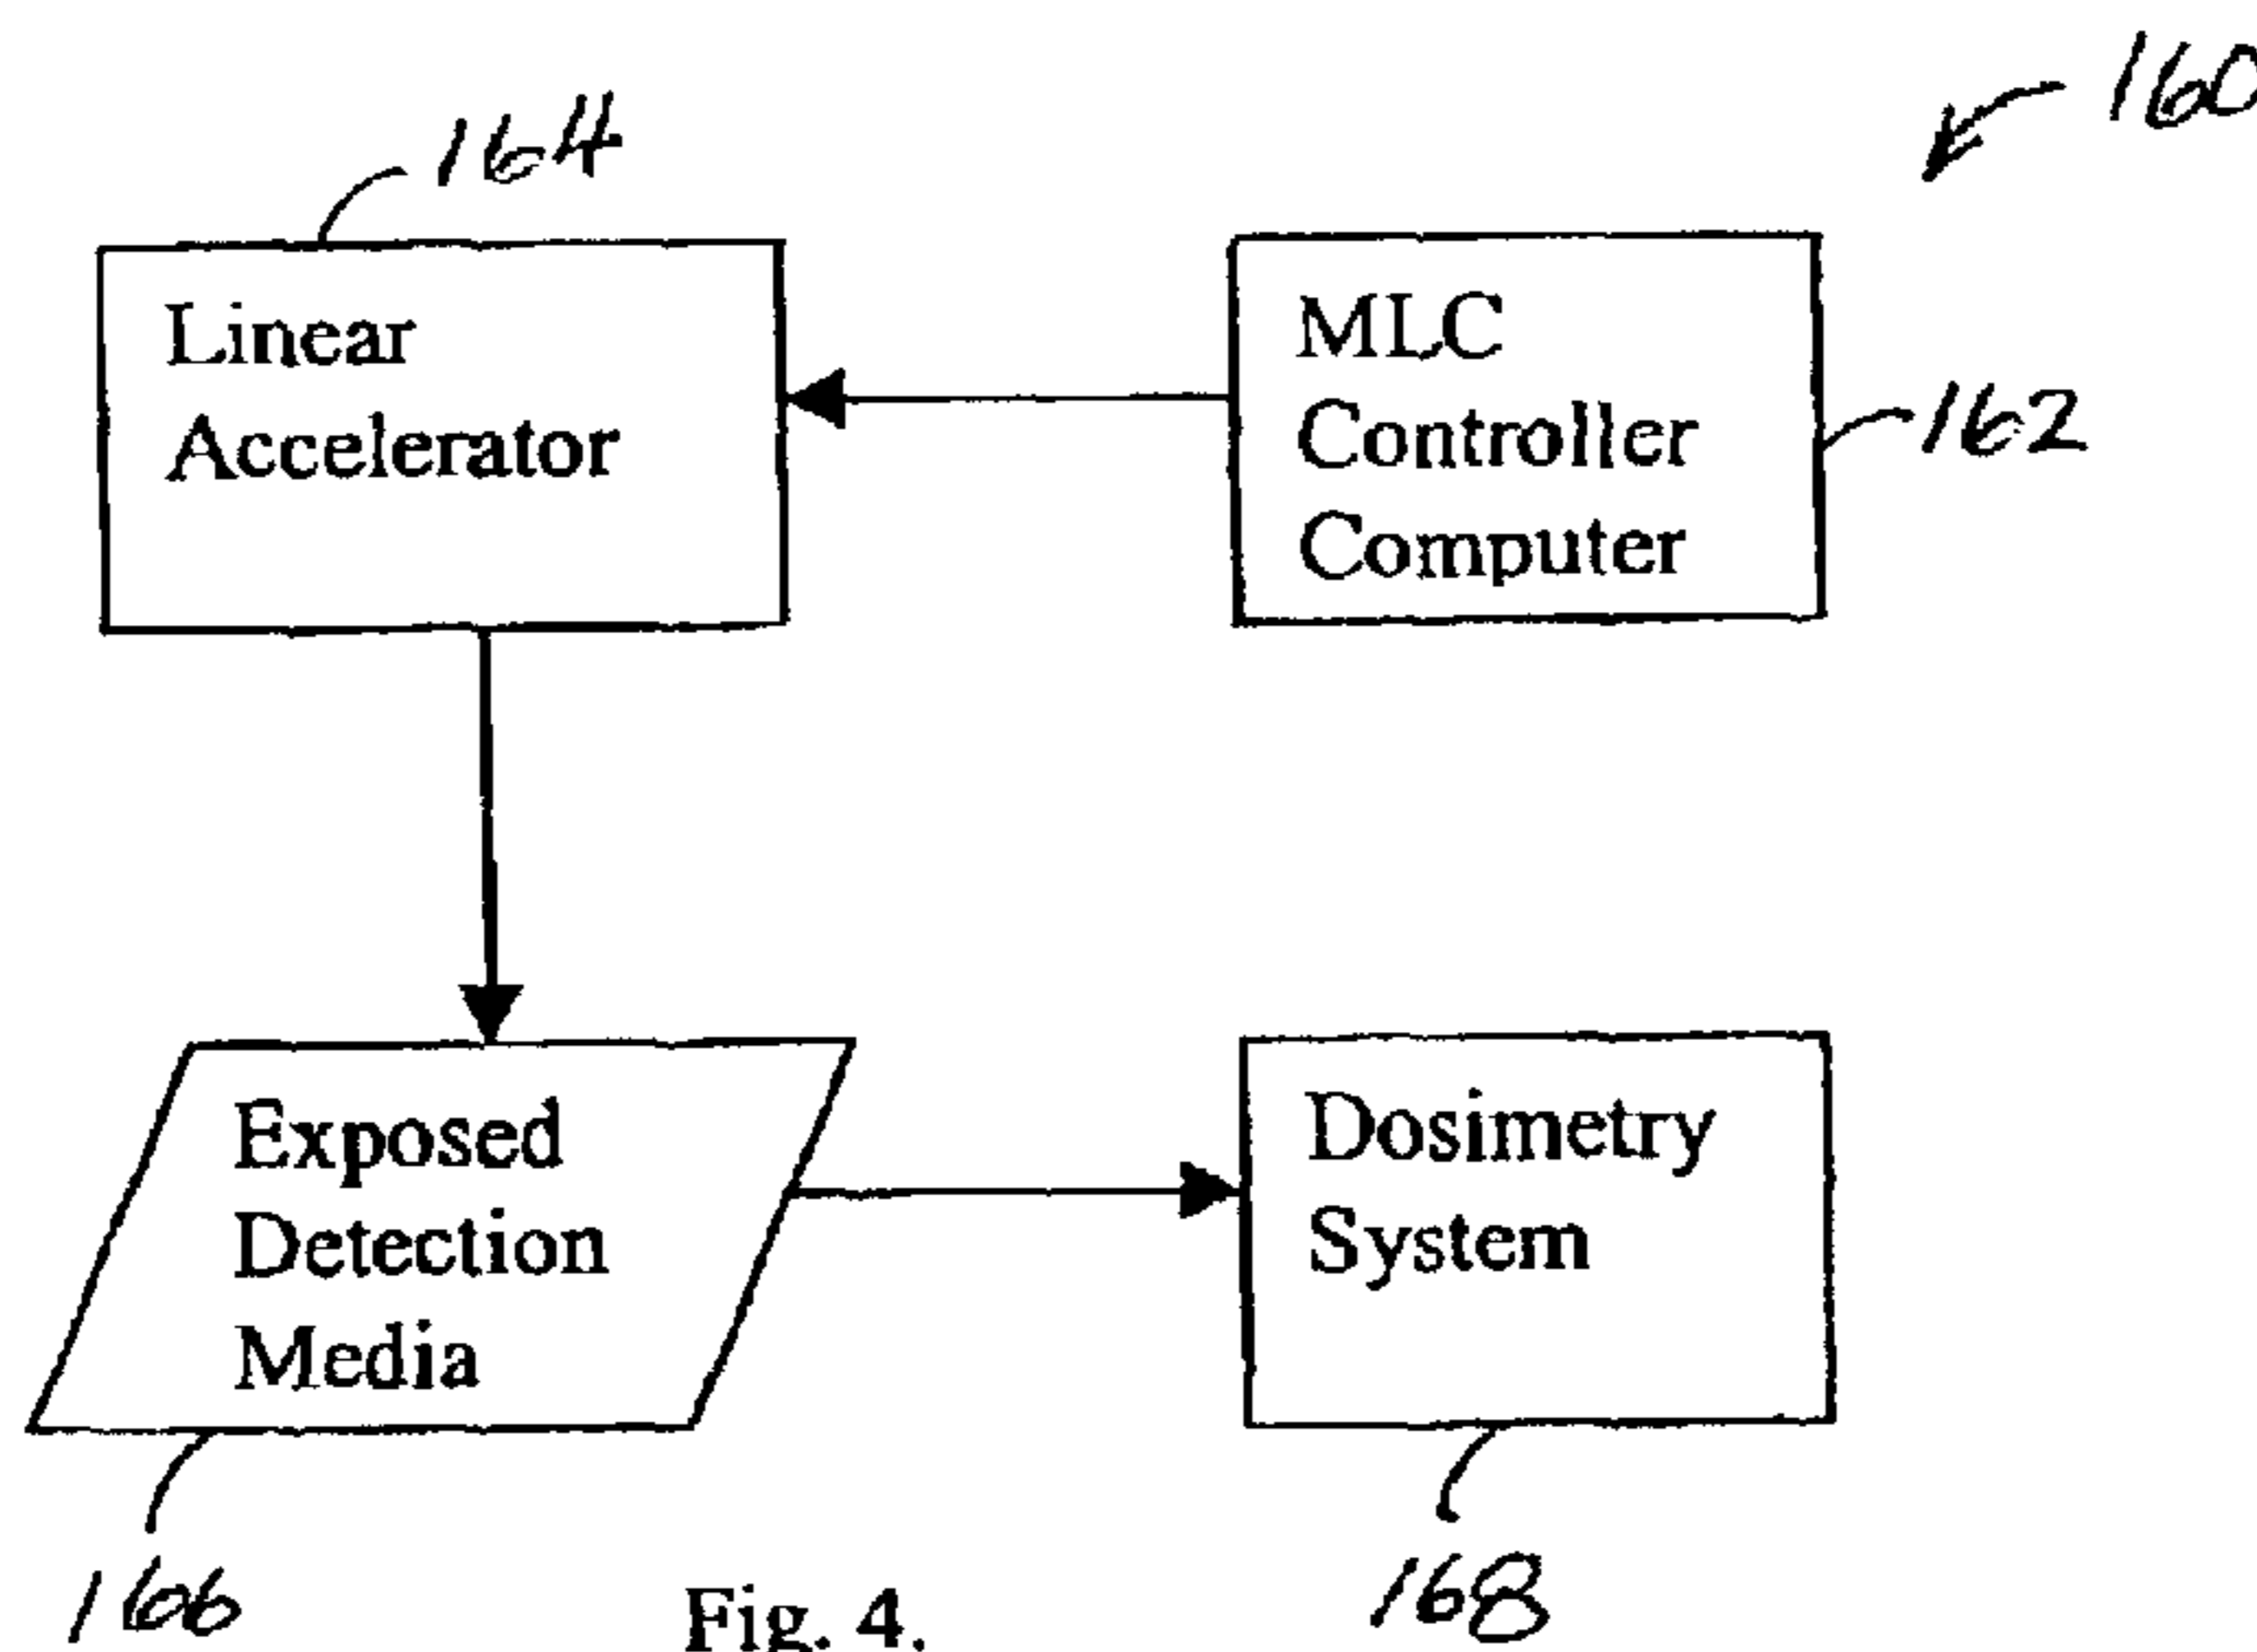 160
164
Linear
Accelerator
MLC
Controller
Computer
162
Exposed
Detection
Media
Dosimetry
System
166
168
Fig. 4.